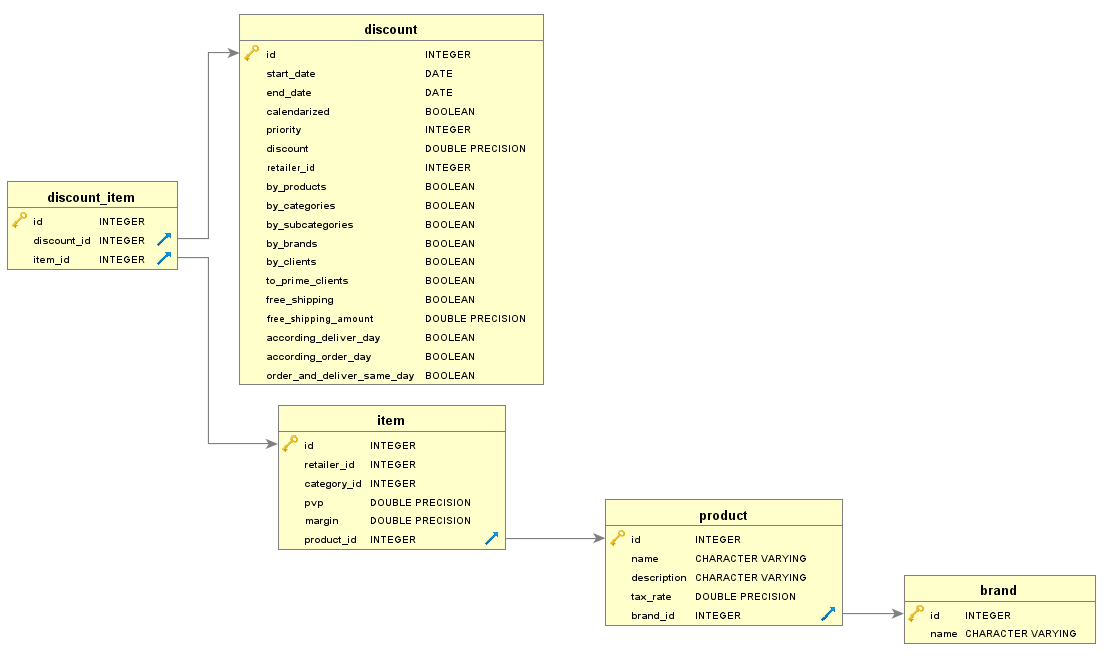 discount
id INTEGER
start_date DATE
end_date DATE
calendarized BOOLEAN
priority INTEGER
discount DOUBLE PRECISION
retailer_id INTEGER
by_products BOOLEAN
by_categories BOOLEAN
by_subcategories BOOLEAN
by_brands BOOLEAN
by_clients BOOLEAN
to_prime_clients BOOLEAN
free_shipping BOOLEAN
free_shipping_amount DOUBLE PRECISION
according_deliver_day BOOLEAN
according_order_day BOOLEAN
order_and_deliver_same_day BOOLEAN
discount_item
id INTEGER
discount_id INTEGER
item_id INTEGER
item
id INTEGER
retailer_id INTEGER
category_id INTEGER
pvp DOUBLE PRECISION
margin DOUBLE PRECISION
product_id INTEGER
product
id INTEGER
name CHARACTER VARYING
description CHARACTER VARYING
tax_rate DOUBLE PRECISION
brand_id INTEGER
brand
id INTEGER
name CHARACTER VARYING